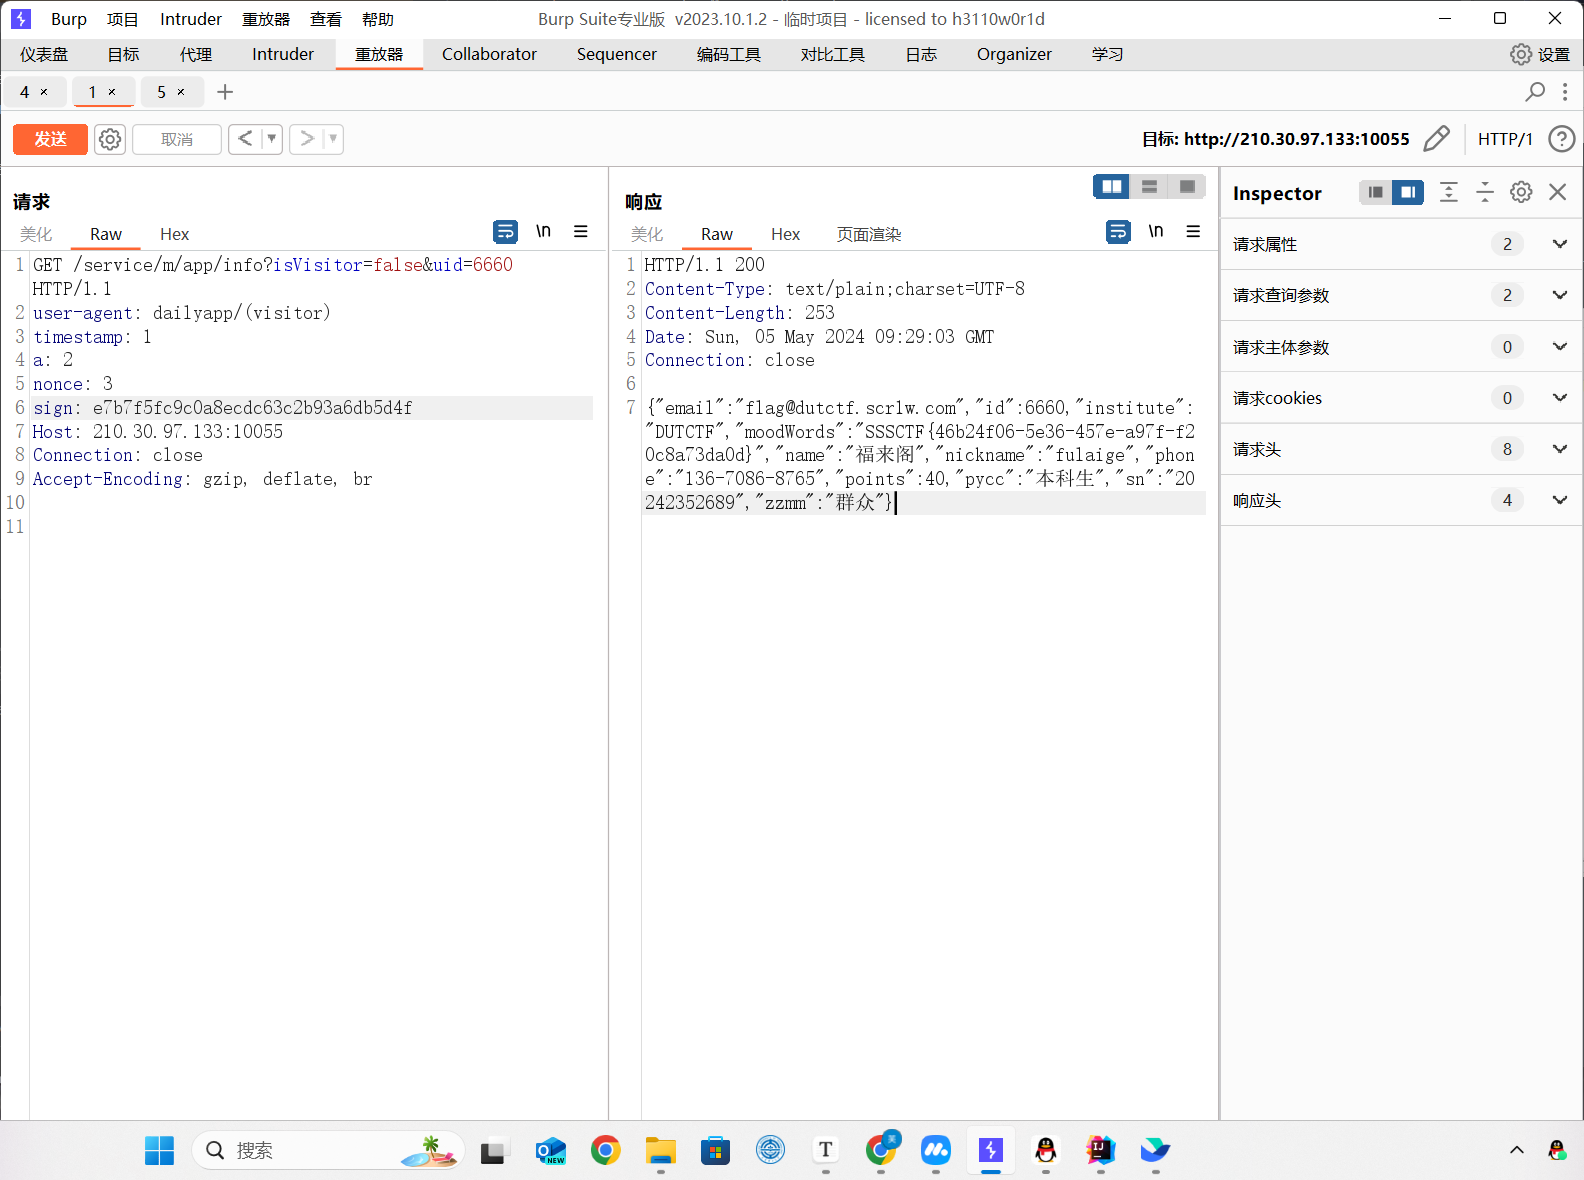 Burp 项目 Intruder 重放器 查看 帮助 Burp Suite专业版 v2023.10.1.2 - 临时项目 - licensed to h3110w0r1d
仪表盘 目标 代理 Intruder 重放器 Collaborator Sequencer 编码工具 对比工具 日志 Organizer 学习 设置
4 × 1 × 5 × +
发送 取消 < > 目标: http://210.30.97.133:10055 HTTP/1 ?
请求
美化 Raw Hex \n
1 GET /service/m/app/info?isVisitor=false&uid=6660
HTTP/1.1
2 user-agent: dailyapp/(visitor)
3 timestamp: 1
4 a: 2
5 nonce: 3
6 sign: e7b7f5fc9c0a8ecdc63c2b93a6db5d4f
7 Host: 210.30.97.133:10055
8 Connection: close
9 Accept-Encoding: gzip, deflate, br
10
11
响应
美化 Raw Hex 页面渲染 \n
1 HTTP/1.1 200
2 Content-Type: text/plain;charset=UTF-8
3 Content-Length: 253
4 Date: Sun, 05 May 2024 09:29:03 GMT
5 Connection: close
6
7 {"email":"flag@dutctf.scrlw.com","id":6660,"institute":
"DUTCTF","moodWords":"SSSCTF{46b24f06-5e36-457e-a97f-f2
0c8a73da0d}","name":"福来阁","nickname":"fulaige","phon
e":"136-7086-8765","points":40,"pycc":"本科生","sn":"20
242352689","zzmm":"群众"}
Inspector
请求属性 2
请求查询参数 2
请求主体参数 0
请求cookies 0
请求头 8
响应头 4
搜索